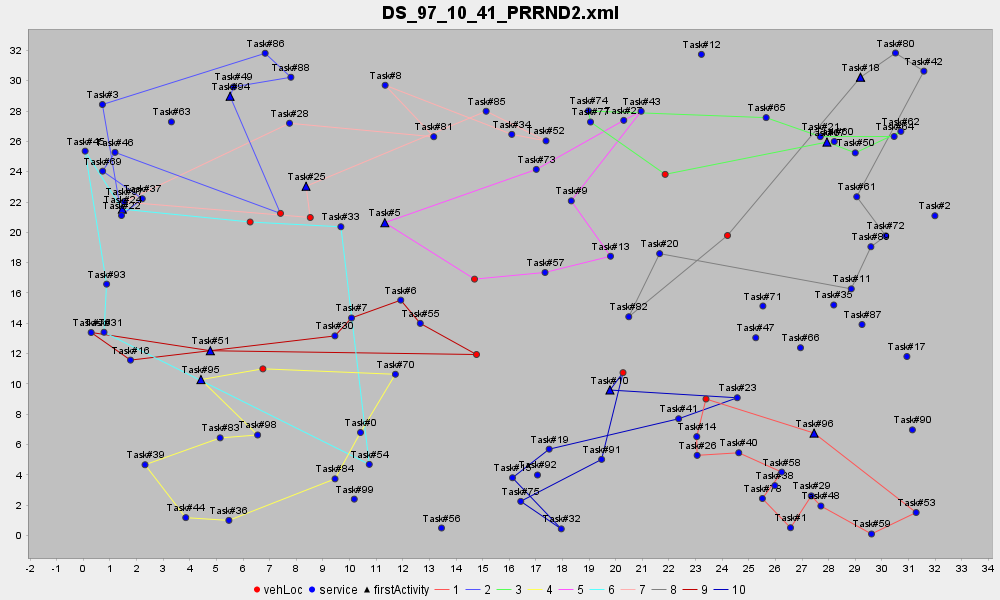 DS_97_10_41_PRRND2.xml
32
30
28
26
24
22
20
18
16
14
12
10
8
6
4
2
0
Task#86
Task#12
Task#80
Task#88
Task#49
Task#94
Task#8
Task#18
Task#42
Task#3
Task#63
Task#28
Task#85
Task#74
Task#77
Task#27
Task#43
Task#65
Task#81
Task#34
Task#52
Task#21
Task#62
Task#50
Task#45
Task#46
Task#69
Task#37
Task#22
Task#25
Task#73
Task#9
Task#61
Task#2
Task#33
Task#5
Task#72
Task#13
Task#20
Task#57
Task#11
Task#93
Task#6
Task#7
Task#55
Task#30
Task#82
Task#71
Task#35
Task#87
Task#47
Task#66
Task#17
Task#16
Task#51
Task#95
Task#70
Task#23
Task#41
Task#14
Task#26
Task#40
Task#96
Task#90
Task#83
Task#98
Task#0
Task#39
Task#54
Task#84
Task#99
Task#44
Task#36
Task#56
Task#19
Task#91
Task#92
Task#75
Task#32
Task#58
Task#38
Task#78
Task#29
Task#48
Task#1
Task#59
Task#53
-2 -1 0 1 2 3 4 5 6 7 8 9 10 11 12 13 14 15 16 17 18 19 20 21 22 23 24 25 26 27 28 29 30 31 32 33 34
vehLoc service firstActivity 1 2 3 4 5 6 7 8 9 10